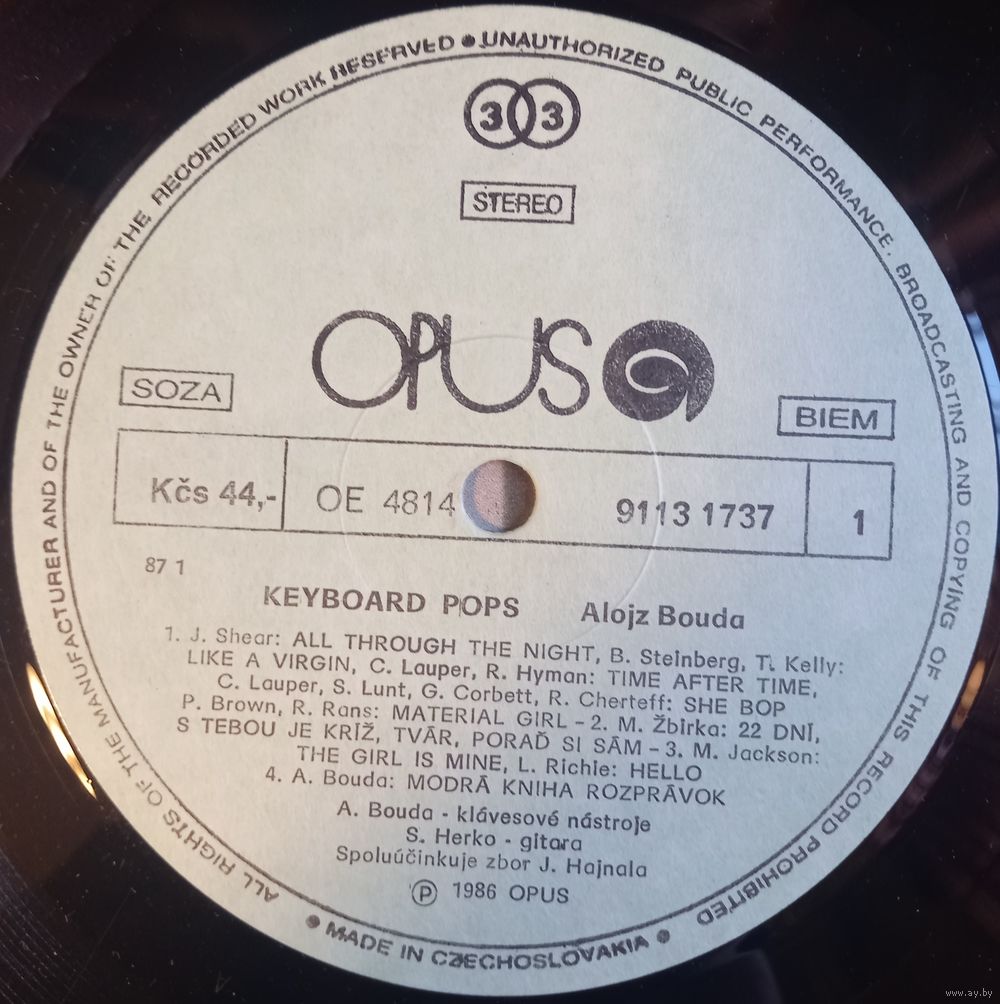 ALL RIGHTS OF THE MANUFACTURER AND OF THE OWNER OF THE RECORDED WORK RESERVED ● UNAUTHORIZED PUBLIC PERFORMANCE, BROADCASTING AND COPYING OF THIS RECORD PROHIBITED
● MADE IN CZECHOSLOVAKIA ●
33
STEREO
OPUS
SOZA
BIEM
Kčs 44,- OE 4814 9113 1737 1
87 1
KEYBOARD POPS Alojz Bouda
1. J. Shear: ALL THROUGH THE NIGHT, B. Steinberg, T. Kelly:
LIKE A VIRGIN, C. Lauper, R. Hyman: TIME AFTER TIME,
C. Lauper, S. Lunt, G. Corbett, R. Cherteff: SHE BOP
P. Brown, R. Rans: MATERIAL GIRL - 2. M. Žbirka: 22 DNÍ,
S TEBOU JE KRÍŽ, TVÁR, PORAĎ SI SÁM - 3. M. Jackson:
THE GIRL IS MINE, L. Richie: HELLO
4. A. Bouda: MODRÁ KNIHA ROZPRÁVOK
A. Bouda - klávesové nástroje
S. Herko - gitara
Spoluúčinkuje zbor J. Hajnala
Ⓟ 1986 OPUS
www.ay.by